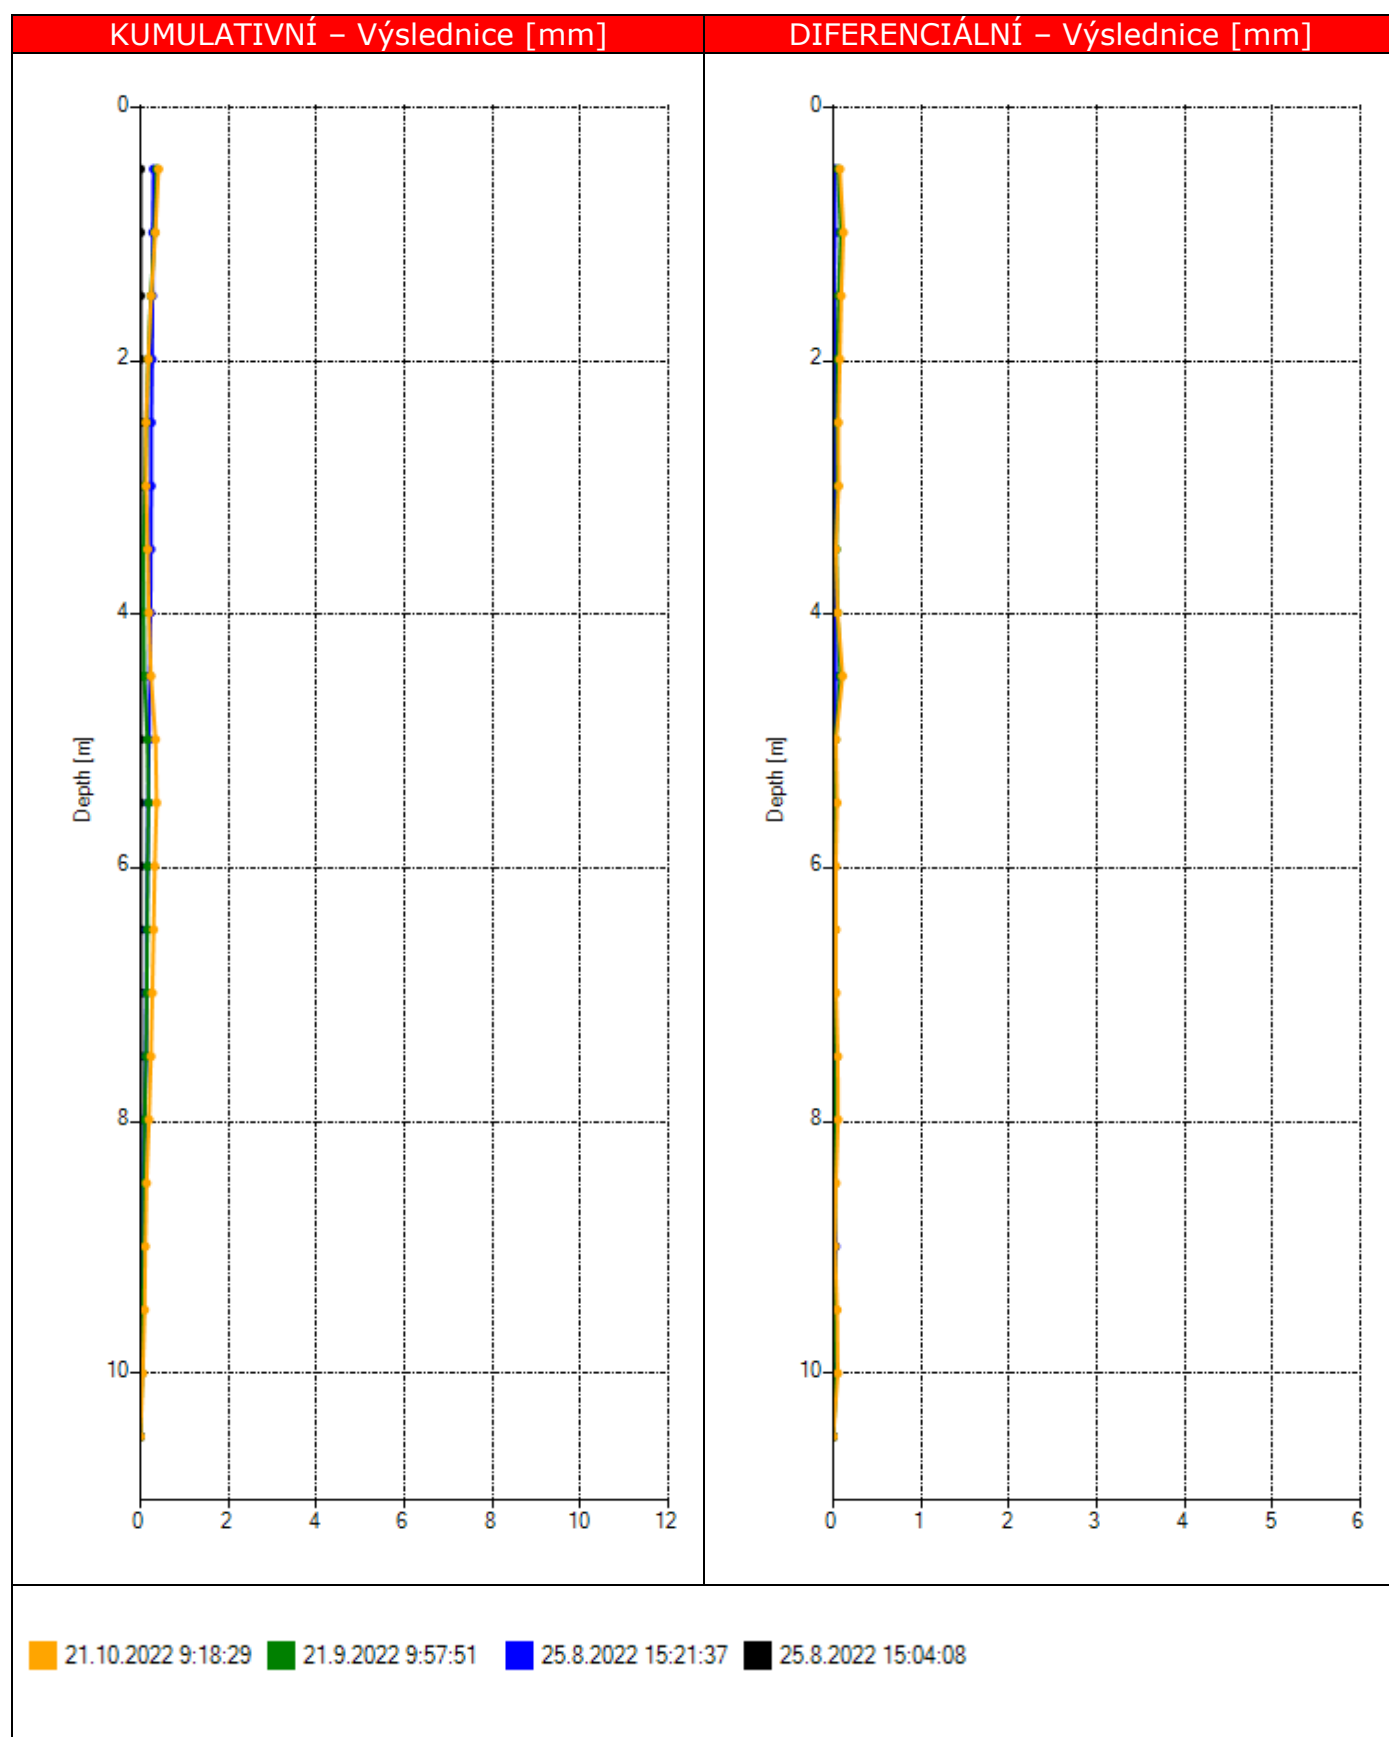 KUMULATIVNÍ – Výslednice [mm]
DIFERENCIÁLNÍ – Výslednice [mm]
0
2
4
6
8
10
Depth [m]
0 2 4 6 8 10 12
0
2
4
6
8
10
Depth [m]
0 1 2 3 4 5 6
21.10.2022 9:18:29 21.9.2022 9:57:51 25.8.2022 15:21:37 25.8.2022 15:04:08